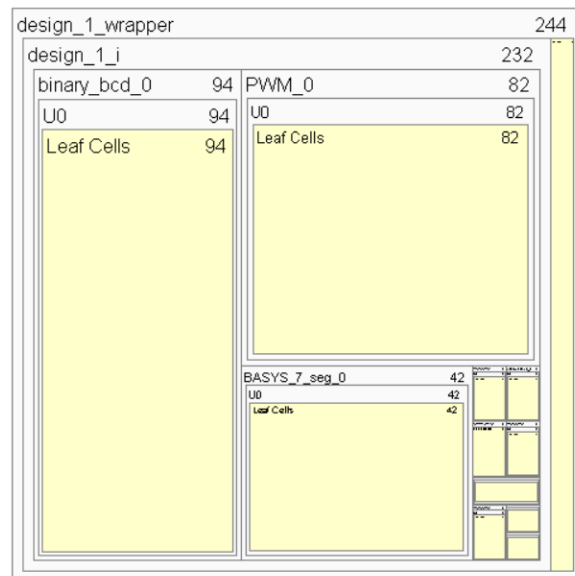 design_1_wrapper 244
design_1_i 232
binary_bcd_0 94
U0 94
Leaf Cells 94
PWM_0 82
U0 82
Leaf Cells 82
BASYS_7_seg_0 42
U0 42
Leaf Cells 42